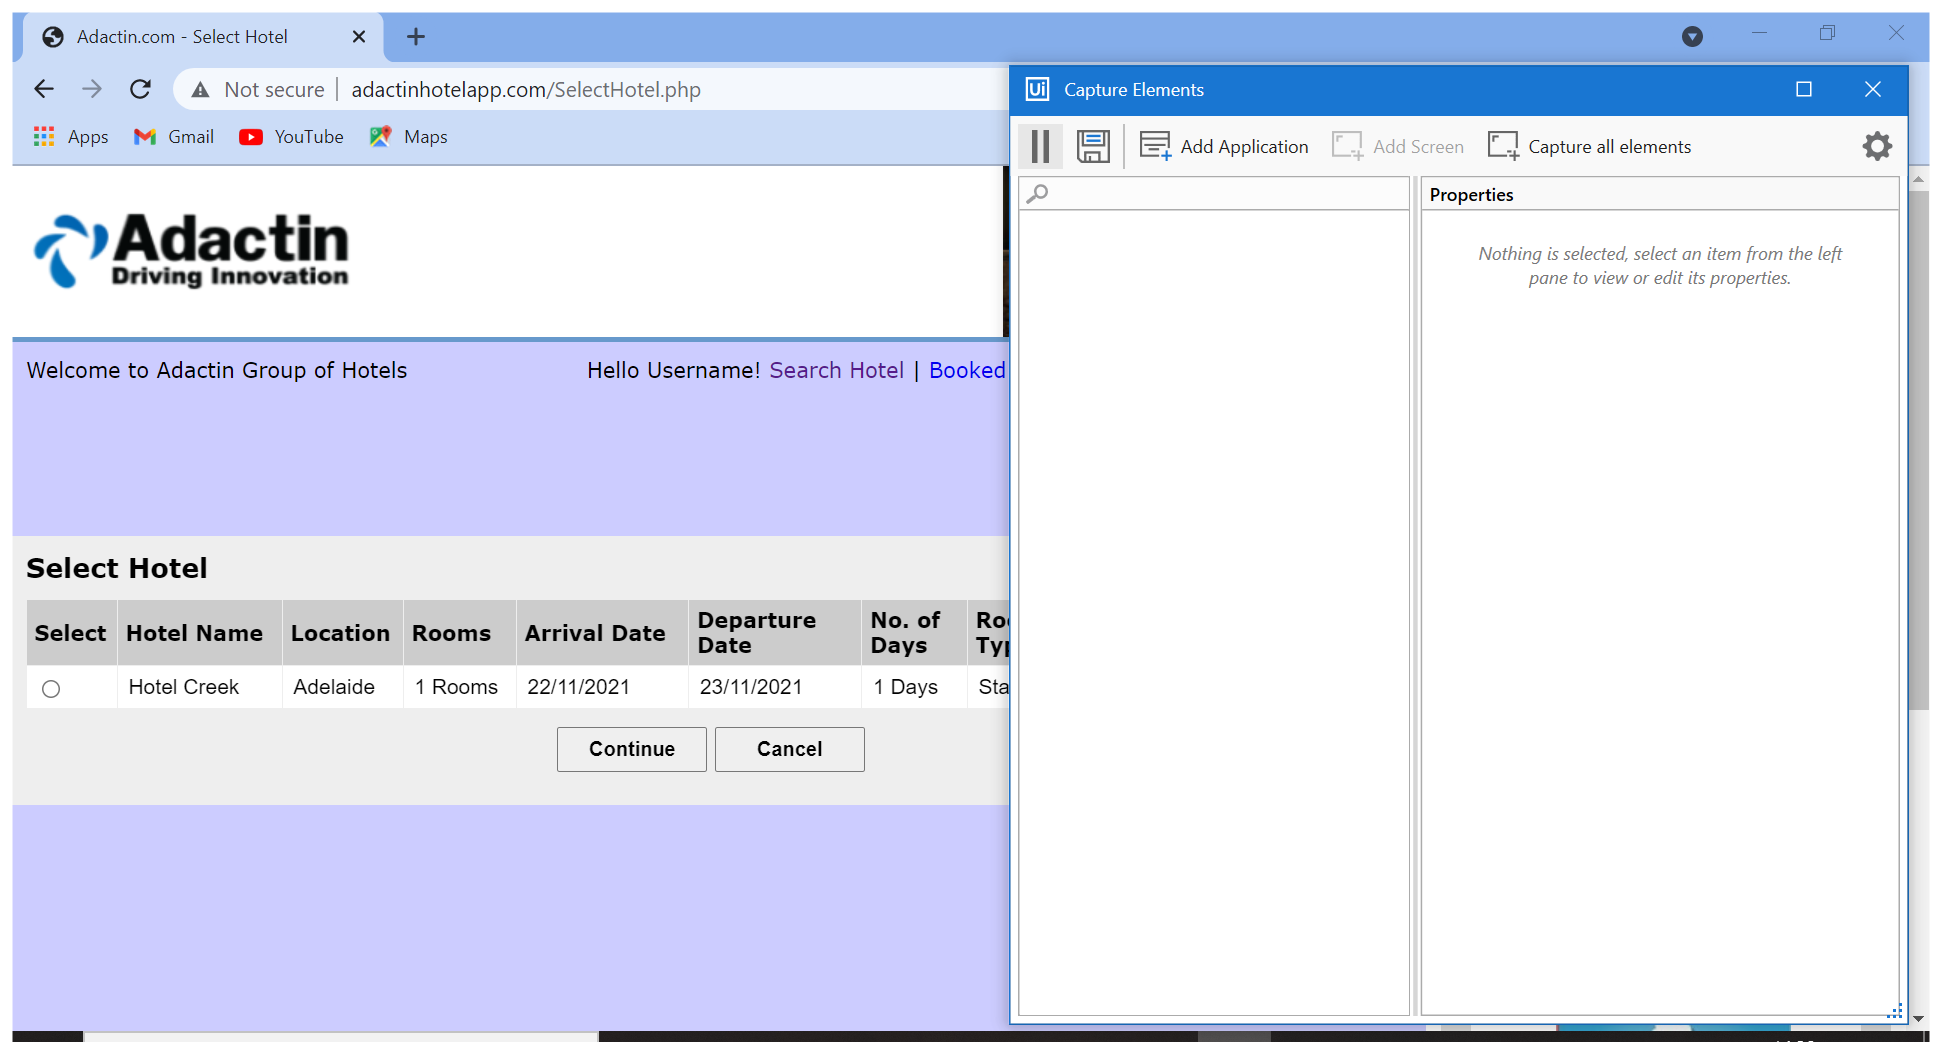 Adactin.com - Select Hotel
Not secure | adactinhotelapp.com/SelectHotel.php
Apps Gmail YouTube Maps
Adactin
Driving Innovation
Welcome to Adactin Group of Hotels Hello Username! Search Hotel | Booked
Select Hotel
Select Hotel Name Location Rooms Arrival Date Departure Date No. of Days
Hotel Creek Adelaide 1 Rooms 22/11/2021 23/11/2021 1 Days
Continue Cancel
Ui Capture Elements
Add Application Add Screen Capture all elements
Properties
Nothing is selected, select an item from the left
pane to view or edit its properties.